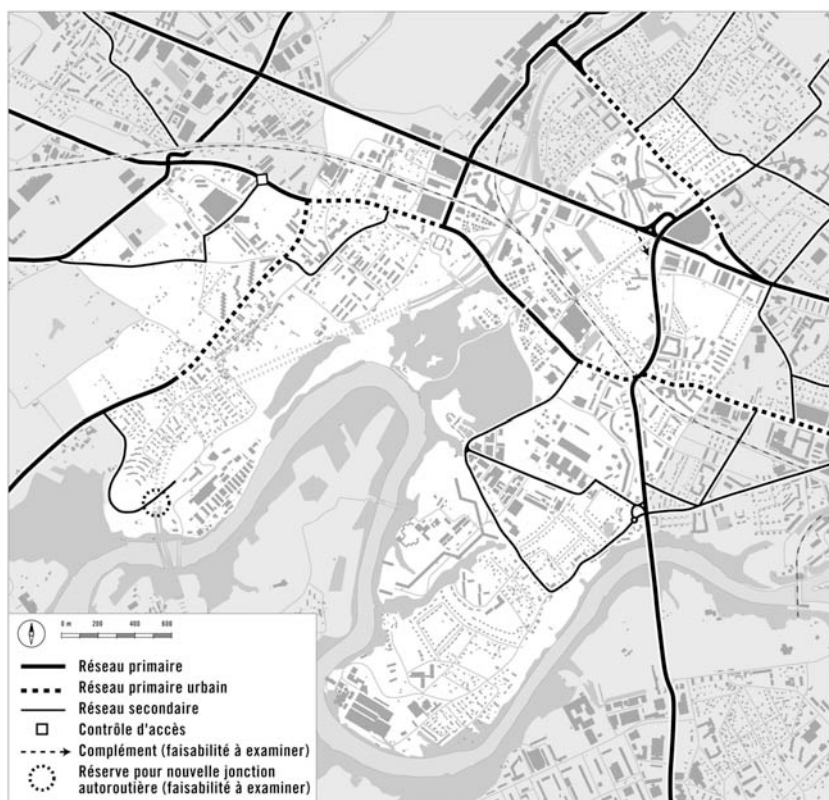 0 m 200 400 600
Réseau primaire
Réseau primaire urbain
Réseau secondaire
Contrôle d'accès
Complément (faisabilité à examiner)
Réserve pour nouvelle jonction
autoroutière (faisabilité à examiner)